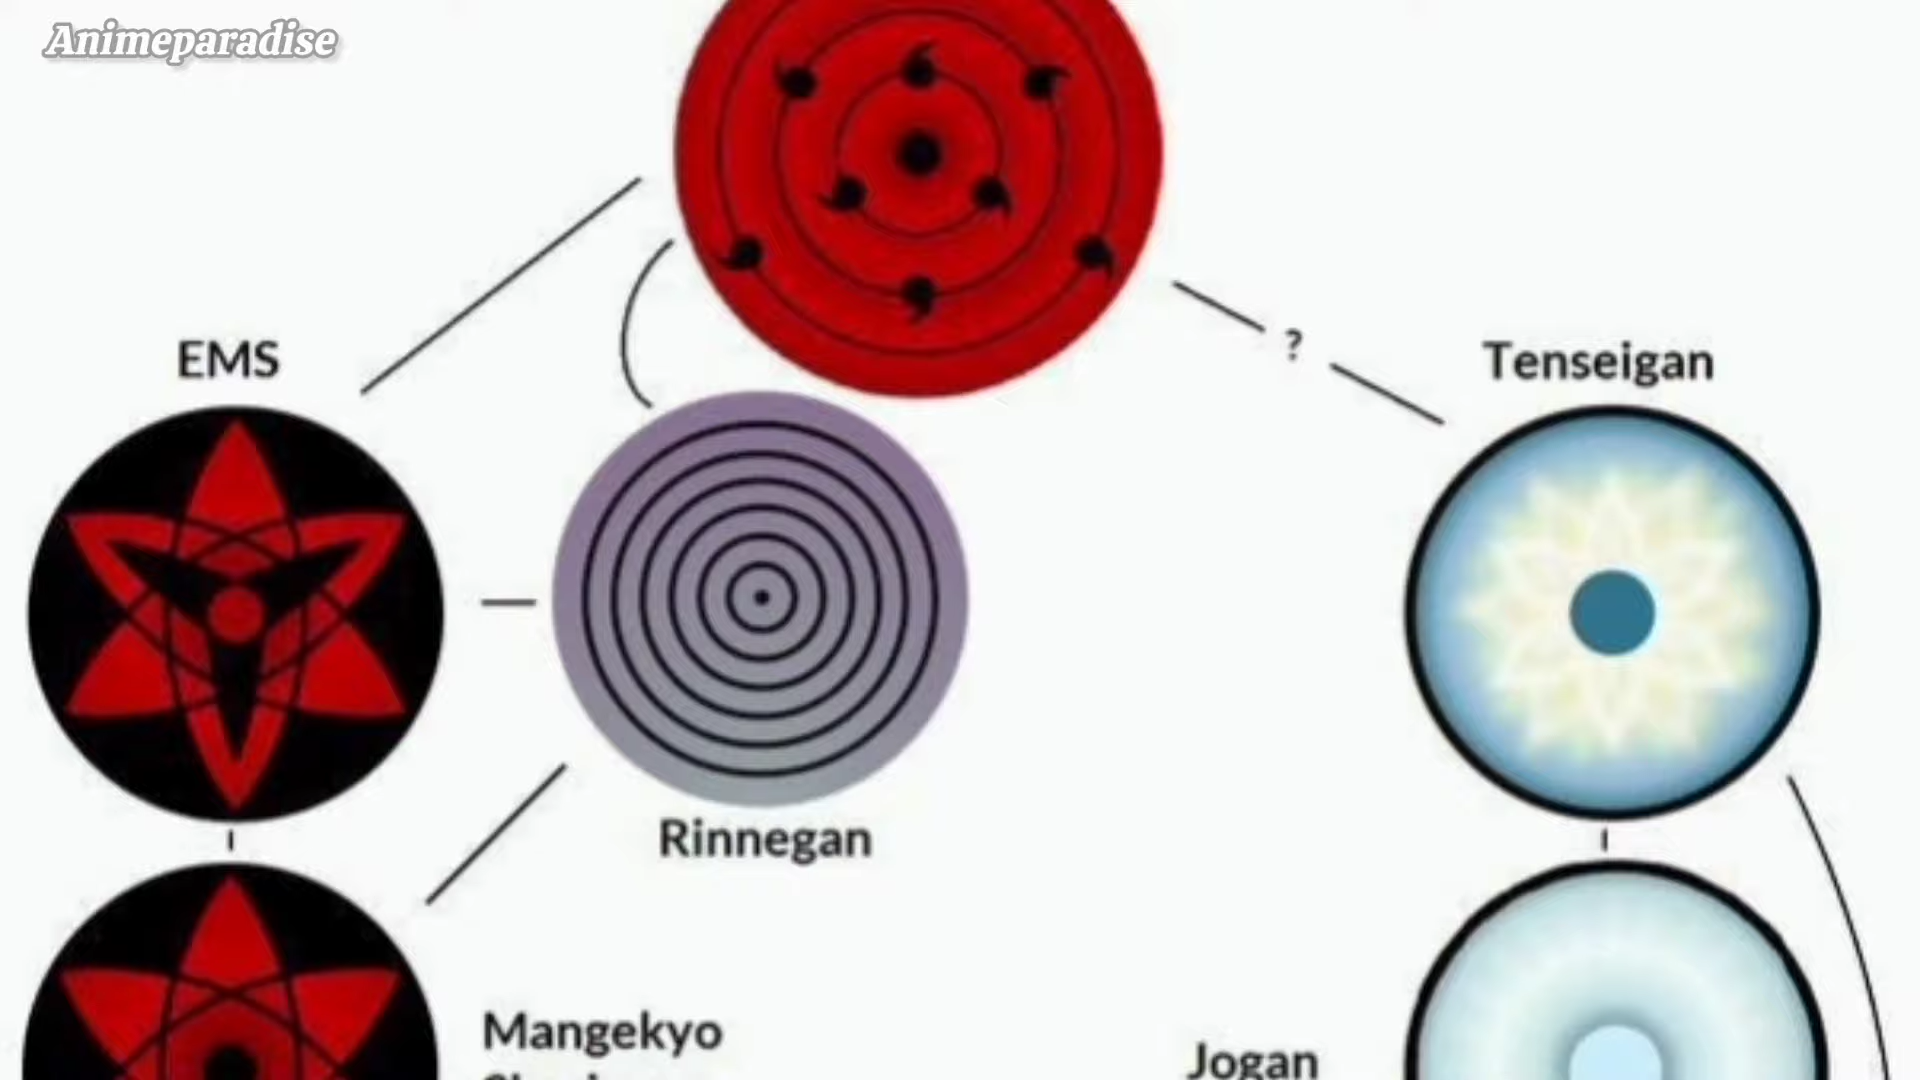 Animeparadise
?
EMS
Tenseigan
Rinnegan
Mangekyo
Jogan